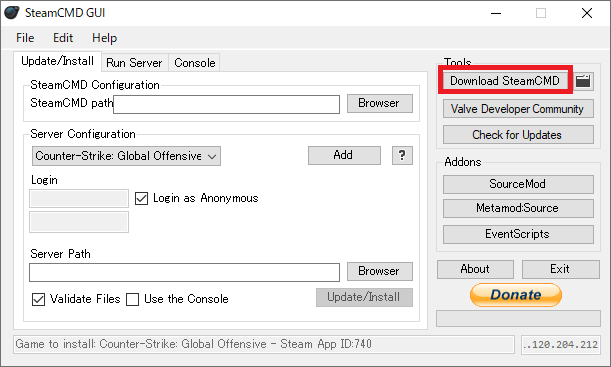 SteamCMD GUI
File Edit Help
Update/Install Run Server Console
SteamCMD Configuration
SteamCMD path Browser
Server Configuration
Counter-Strike: Global Offensive Add ?
Login
Login as Anonymous
Server Path
Browser
Validate Files Use the Console Update/Install
Tools
Download SteamCMD
Valve Developer Community
Check for Updates
Addons
SourceMod
Metamod:Source
EventScripts
About Exit
Donate
Game to install: Counter-Strike: Global Offensive - Steam App ID:740
.120.204.212